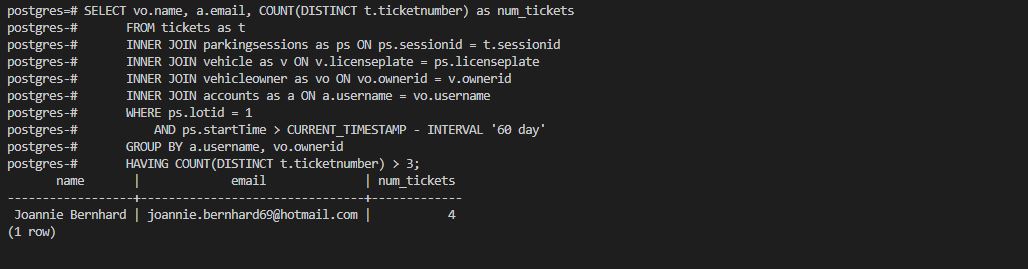 postgres=# SELECT vo.name, a.email, COUNT(DISTINCT t.ticketnumber) as num_tickets
postgres-#       FROM tickets as t
postgres-#       INNER JOIN parkingsessions as ps ON ps.sessionid = t.sessionid
postgres-#       INNER JOIN vehicle as v ON v.licenseplate = ps.licenseplate
postgres-#       INNER JOIN vehicleowner as vo ON vo.ownerid = v.ownerid
postgres-#       INNER JOIN accounts as a ON a.username = vo.username
postgres-#       WHERE ps.lotid = 1
postgres-#           AND ps.startTime > CURRENT_TIMESTAMP - INTERVAL '60 day'
postgres-#       GROUP BY a.username, vo.ownerid
postgres-#       HAVING COUNT(DISTINCT t.ticketnumber) > 3;
       name       |             email             | num_tickets
------------------+-------------------------------+-------------
 Joannie Bernhard | joannie.bernhard69@hotmail.com |           4
(1 row)